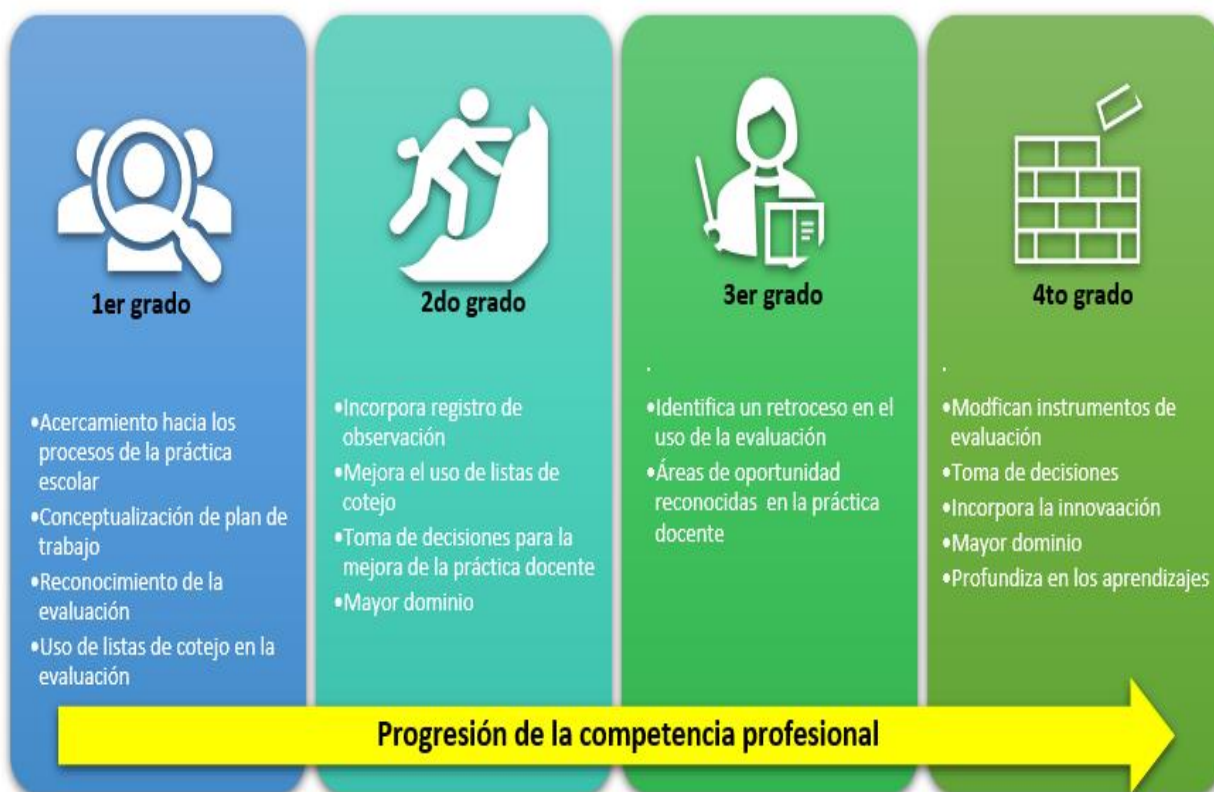 1er grado
•Acercamiento hacia los
procesos de la práctica
escolar
•Conceptualización de plan de
trabajo
•Reconocimiento de la
evaluación
•Uso de listas de cotejo en la
evaluación
2do grado
•Incorpora registro de
observación
•Mejora el uso de listas de
cotejo
•Toma de decisiones para la
mejora de la práctica docente
•Mayor dominio
3er grado
.
•Identifica un retroceso en el
uso de la evaluación
•Áreas de oportunidad
reconocidas en la práctica
docente
4to grado
.
•Modfican instrumentos de
evaluación
•Toma de decisiones
•Incorpora la innovaación
•Mayor dominio
•Profundiza en los aprendizajes
Progresión de la competencia profesional